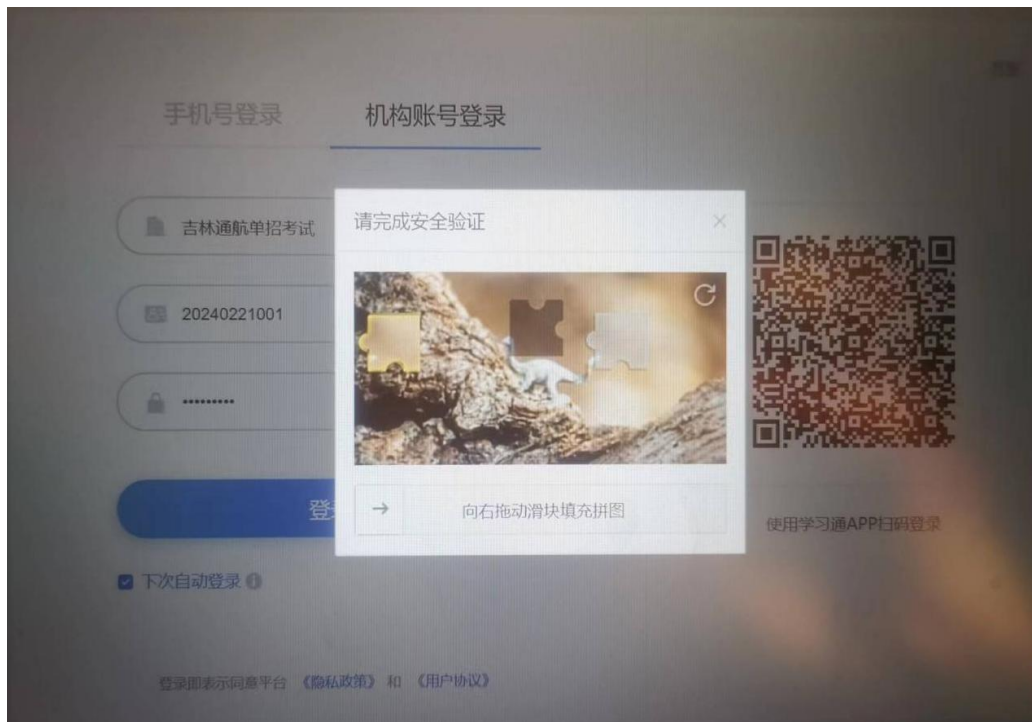 手机号登录
机构账号登录
吉林通航单招考试
请完成安全验证
20240221001
•••••••••
登
向右拖动滑块填充拼图
使用学习通APP扫码登录
下次自动登录
登录即表示同意平台 《隐私政策》 和 《用户协议》